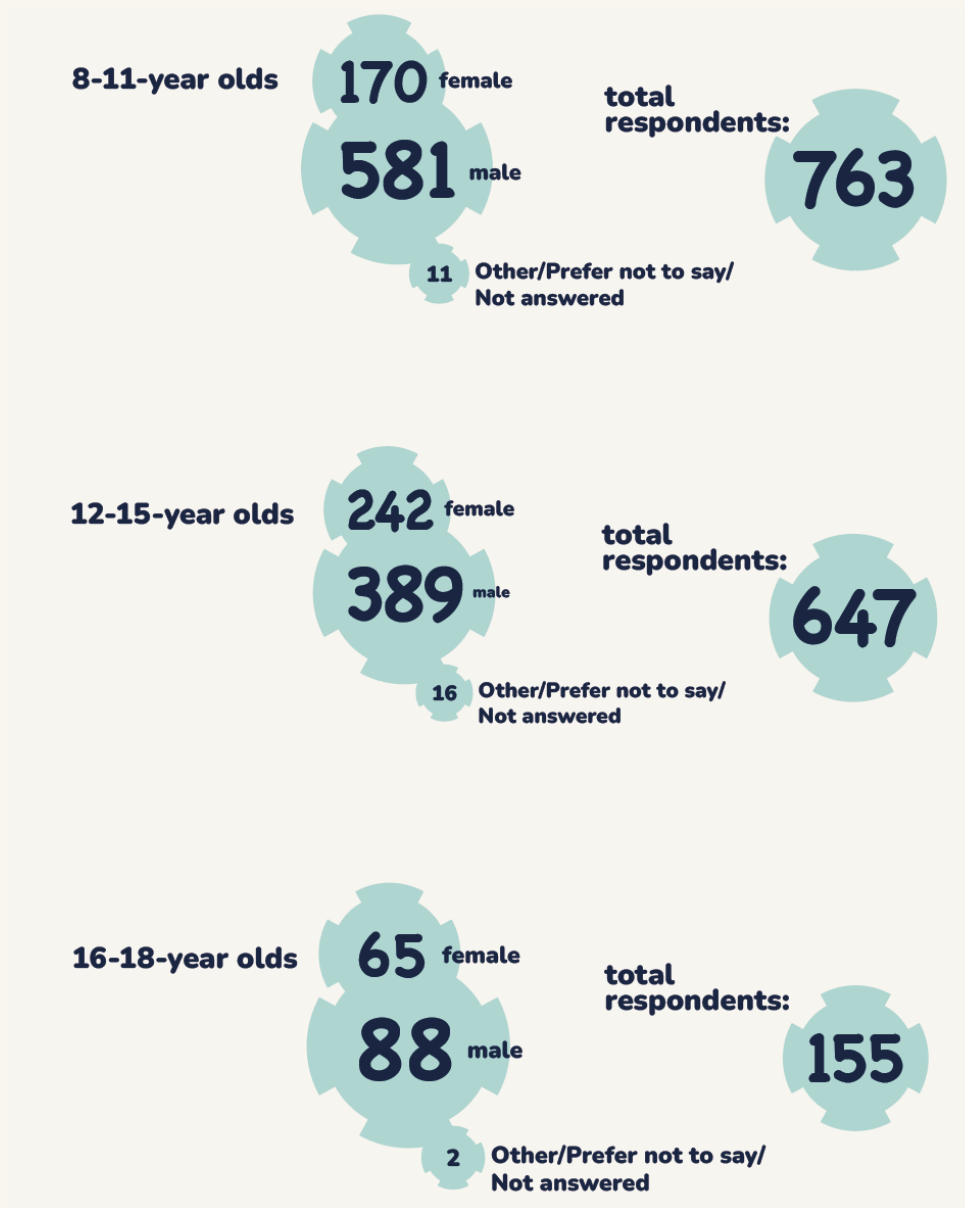 8-11-year olds
170 female
581 male
11 Other/Prefer not to say/
Not answered
total
respondents:
763
12-15-year olds
242 female
389 male
16 Other/Prefer not to say/
Not answered
total
respondents:
647
16-18-year olds
65 female
88 male
2 Other/Prefer not to say/
Not answered
total
respondents:
155